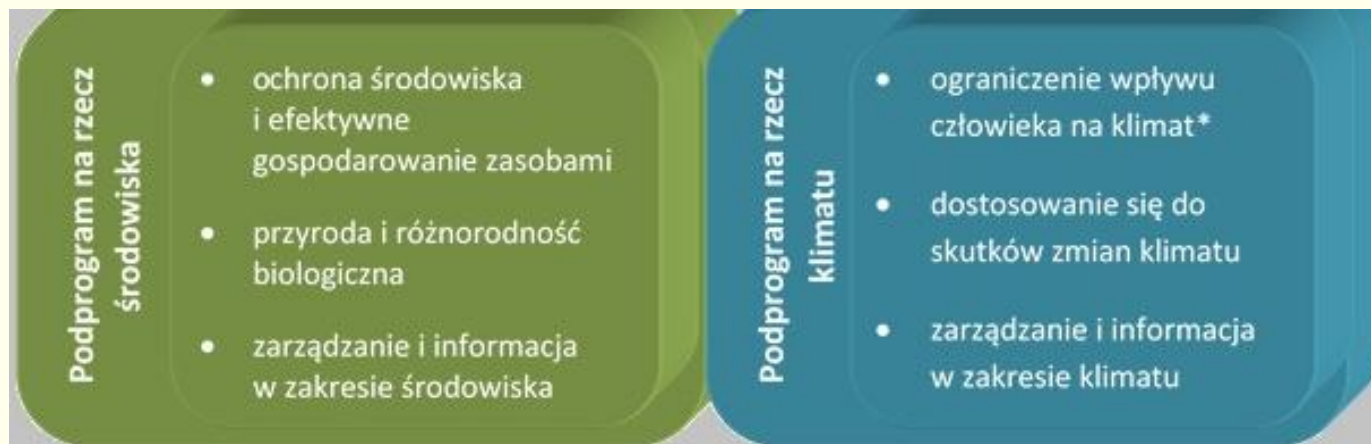 Podprogram na rzecz
środowiska
• ochrona środowiska
i efektywne
gospodarowanie zasobami
• przyroda i różnorodność
biologiczna
• zarządzanie i informacja
w zakresie środowiska
Podprogram na rzecz
klimatu
• ograniczenie wpływu
człowieka na klimat*
• dostosowanie się do
skutków zmian klimatu
• zarządzanie i informacja
w zakresie klimatu